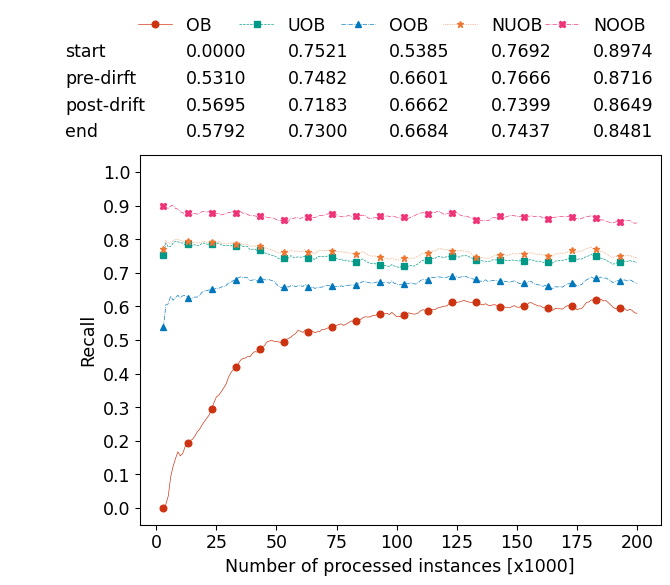 OB UOB OOB NUOB NOOB
start 0.0000 0.7521 0.5385 0.7692 0.8974
pre-dirft 0.5310 0.7482 0.6601 0.7666 0.8716
post-drift 0.5695 0.7183 0.6662 0.7399 0.8649
end 0.5792 0.7300 0.6684 0.7437 0.8481
1.0
0.9
0.8
0.7
0.6
0.5
0.4
0.3
0.2
0.1
0.0
Recall
0 25 50 75 100 125 150 175 200
Number of processed instances [x1000]